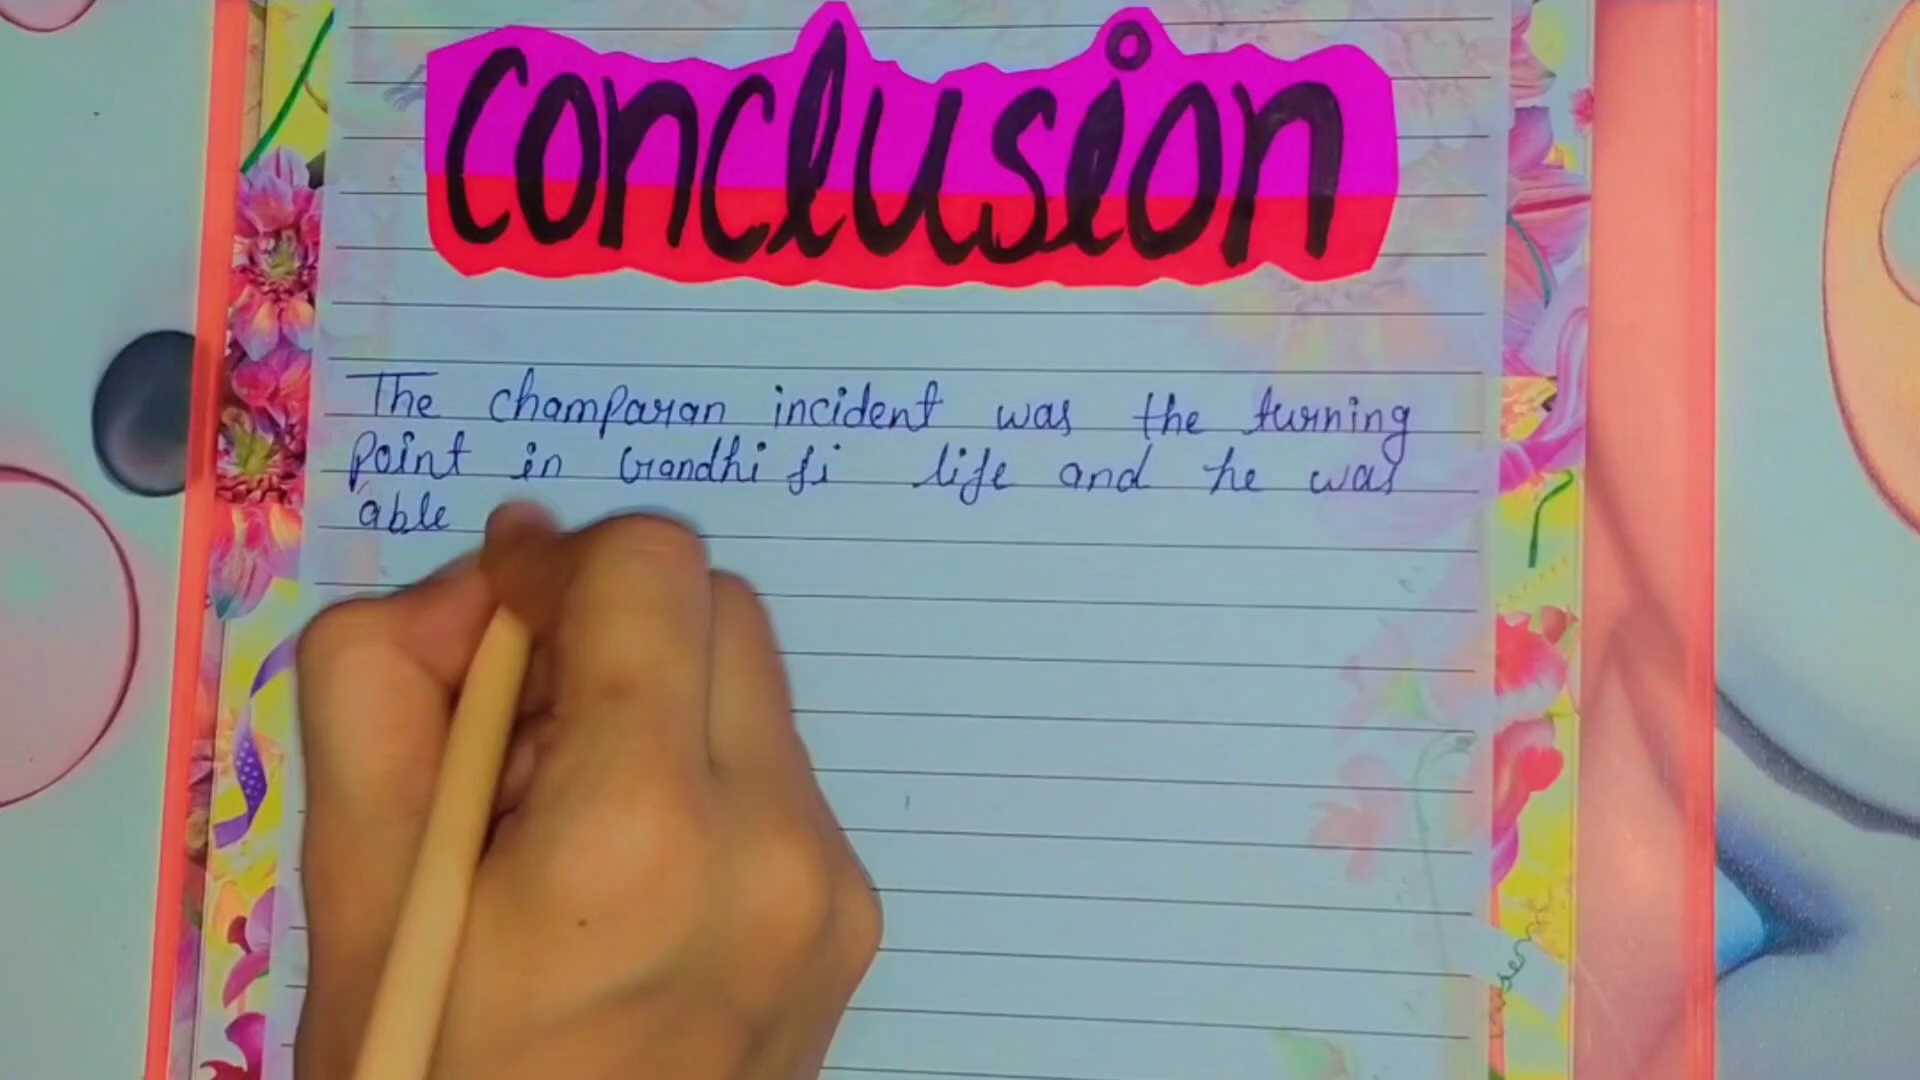 conclusion
The champaran incident was the turning
point in Gandhi ji life and he was
able